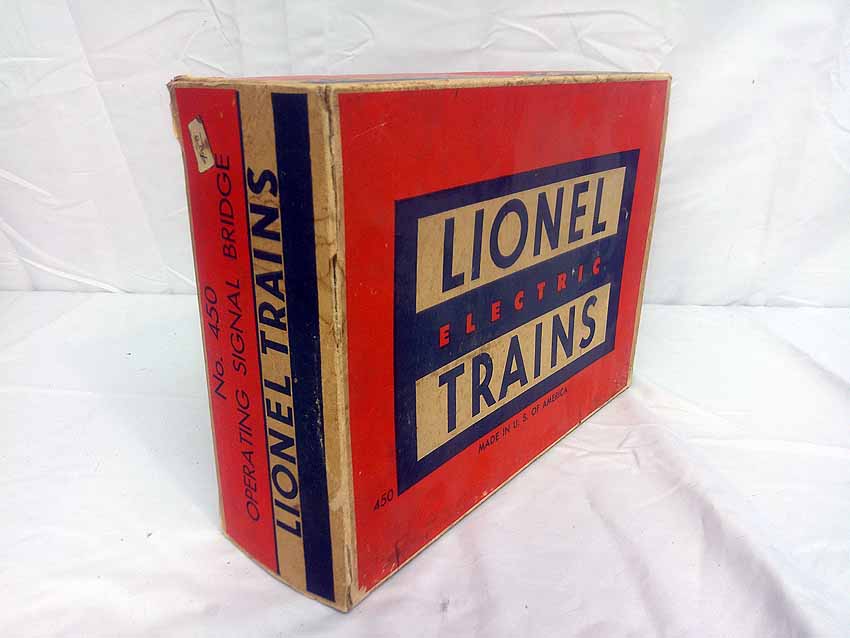 No. 450
OPERATING SIGNAL BRIDGE
LIONEL TRAINS
LIONEL
ELECTRIC
TRAINS
MADE IN U. S. OF AMERICA
450